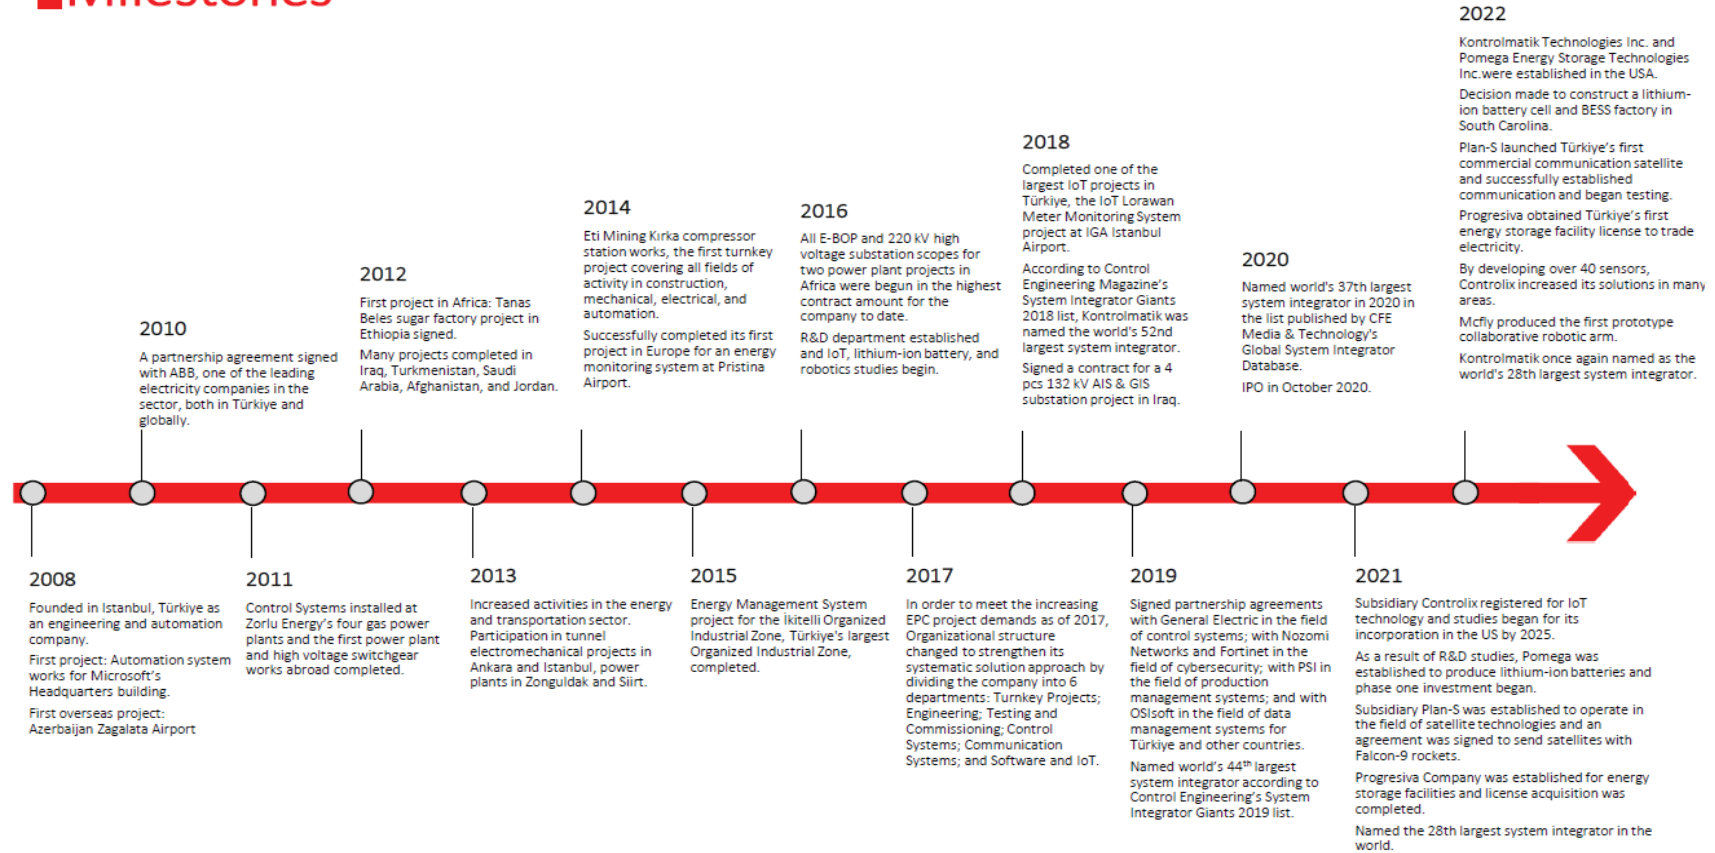 Milestones
2022
Kontrolmatik Technologies Inc. and
Pomega Energy Storage Technologies
Inc.were established in the USA.
Decision made to construct a lithium-
ion battery cell and BESS factory in
South Carolina.
Plan-S launched Türkiye's first
commercial communication satellite
and successfully established
communication and began testing.
Progresiva obtained Türkiye's first
energy storage facility license to trade
electricity.
By developing over 40 sensors,
Controlix increased its solutions in many
areas.
Mcfly produced the first prototype
collaborative robotic arm.
Kontrolmatik once again named as the
world's 28th largest system integrator.
2018
Completed one of the
largest IoT projects in
Türkiye, the IoT Lorawan
Meter Monitoring System
project at IGA Istanbul
Airport.
According to Control
Engineering Magazine's
System Integrator Giants
2018 list, Kontrolmatik was
named the world's 52nd
largest system integrator.
Signed a contract for a 4
pcs 132 kV AIS & GIS
substation project in Iraq.
2014
Eti Mining Kırka compressor
station works, the first turnkey
project covering all fields of
activity in construction,
mechanical, electrical, and
automation.
Successfully completed its first
project in Europe for an energy
monitoring system at Pristina
Airport.
2016
All E-BOP and 220 kV high
voltage substation scopes for
two power plant projects in
Africa were begun in the highest
contract amount for the
company to date.
R&D department established
and IoT, lithium-ion battery, and
robotics studies begin.
2020
Named world's 37th largest
system integrator in 2020 in
the list published by CFE
Media & Technology's
Global System Integrator
Database.
IPO in October 2020.
2012
First project in Africa: Tanas
Beles sugar factory project in
Ethiopia signed.
Many projects completed in
Iraq, Turkmenistan, Saudi
Arabia, Afghanistan, and Jordan.
2010
A partnership agreement signed
with ABB, one of the leading
electricity companies in the
sector, both in Türkiye and
globally.
2008
Founded in Istanbul, Türkiye as
an engineering and automation
company.
First project: Automation system
works for Microsoft's
Headquarters building.
First overseas project:
Azerbaijan Zagalata Airport
2011
Control Systems installed at
Zorlu Energy's four gas power
plants and the first power plant
and high voltage switchgear
works abroad completed.
2013
Increased activities in the energy
and transportation sector.
Participation in tunnel
electromechanical projects in
Ankara and Istanbul, power
plants in Zonguldak and Siirt.
2015
Energy Management System
project for the İkitelli Organized
Industrial Zone, Türkiye's largest
Organized Industrial Zone,
completed.
2017
In order to meet the increasing
EPC project demands as of 2017,
Organizational structure
changed to strengthen its
systematic solution approach by
dividing the company into 6
departments: Turnkey Projects;
Engineering; Testing and
Commissioning; Control
Systems; Communication
Systems; and Software and IoT.
2019
Signed partnership agreements
with General Electric in the field
of control systems; with Nozomi
Networks and Fortinet in the
field of cybersecurity; with PSI in
the field of production
management systems; and with
OSIsoft in the field of data
management systems for
Türkiye and other countries.
Named world's 44th largest
system integrator according to
Control Engineering's System
Integrator Giants 2019 list.
2021
Subsidiary Controlix registered for IoT
technology and studies began for its
incorporation in the US by 2025.
As a result of R&D studies, Pomega was
established to produce lithium-ion batteries and
phase one investment began.
Subsidiary Plan-S was established to operate in
the field of satellite technologies and an
agreement was signed to send satellites with
Falcon-9 rockets.
Progresiva Company was established for energy
storage facilities and license acquisition was
completed.
Named the 28th largest system integrator in the
world.